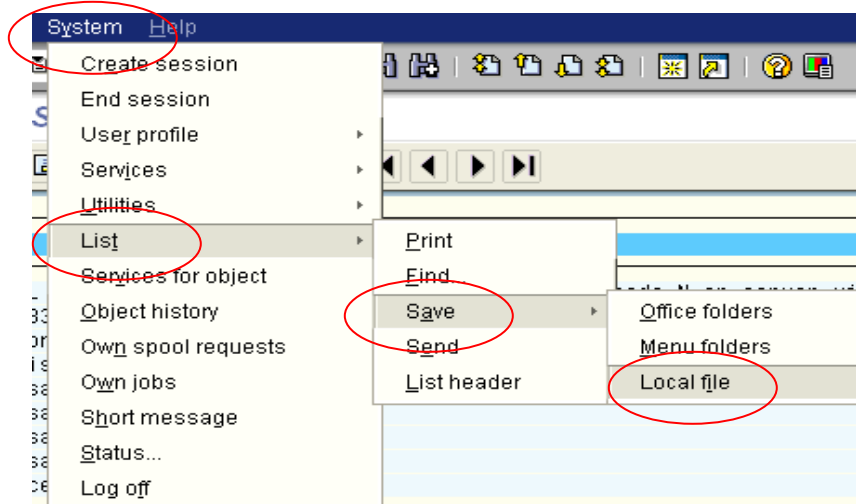 System Help
Create session
End session
User profile
Services
Utilities
List
Services for object
Object history
Own spool requests
Own jobs
Short message
Status...
Log off
Print
Find...
Save
Send
List header
Office folders
Menu folders
Local file